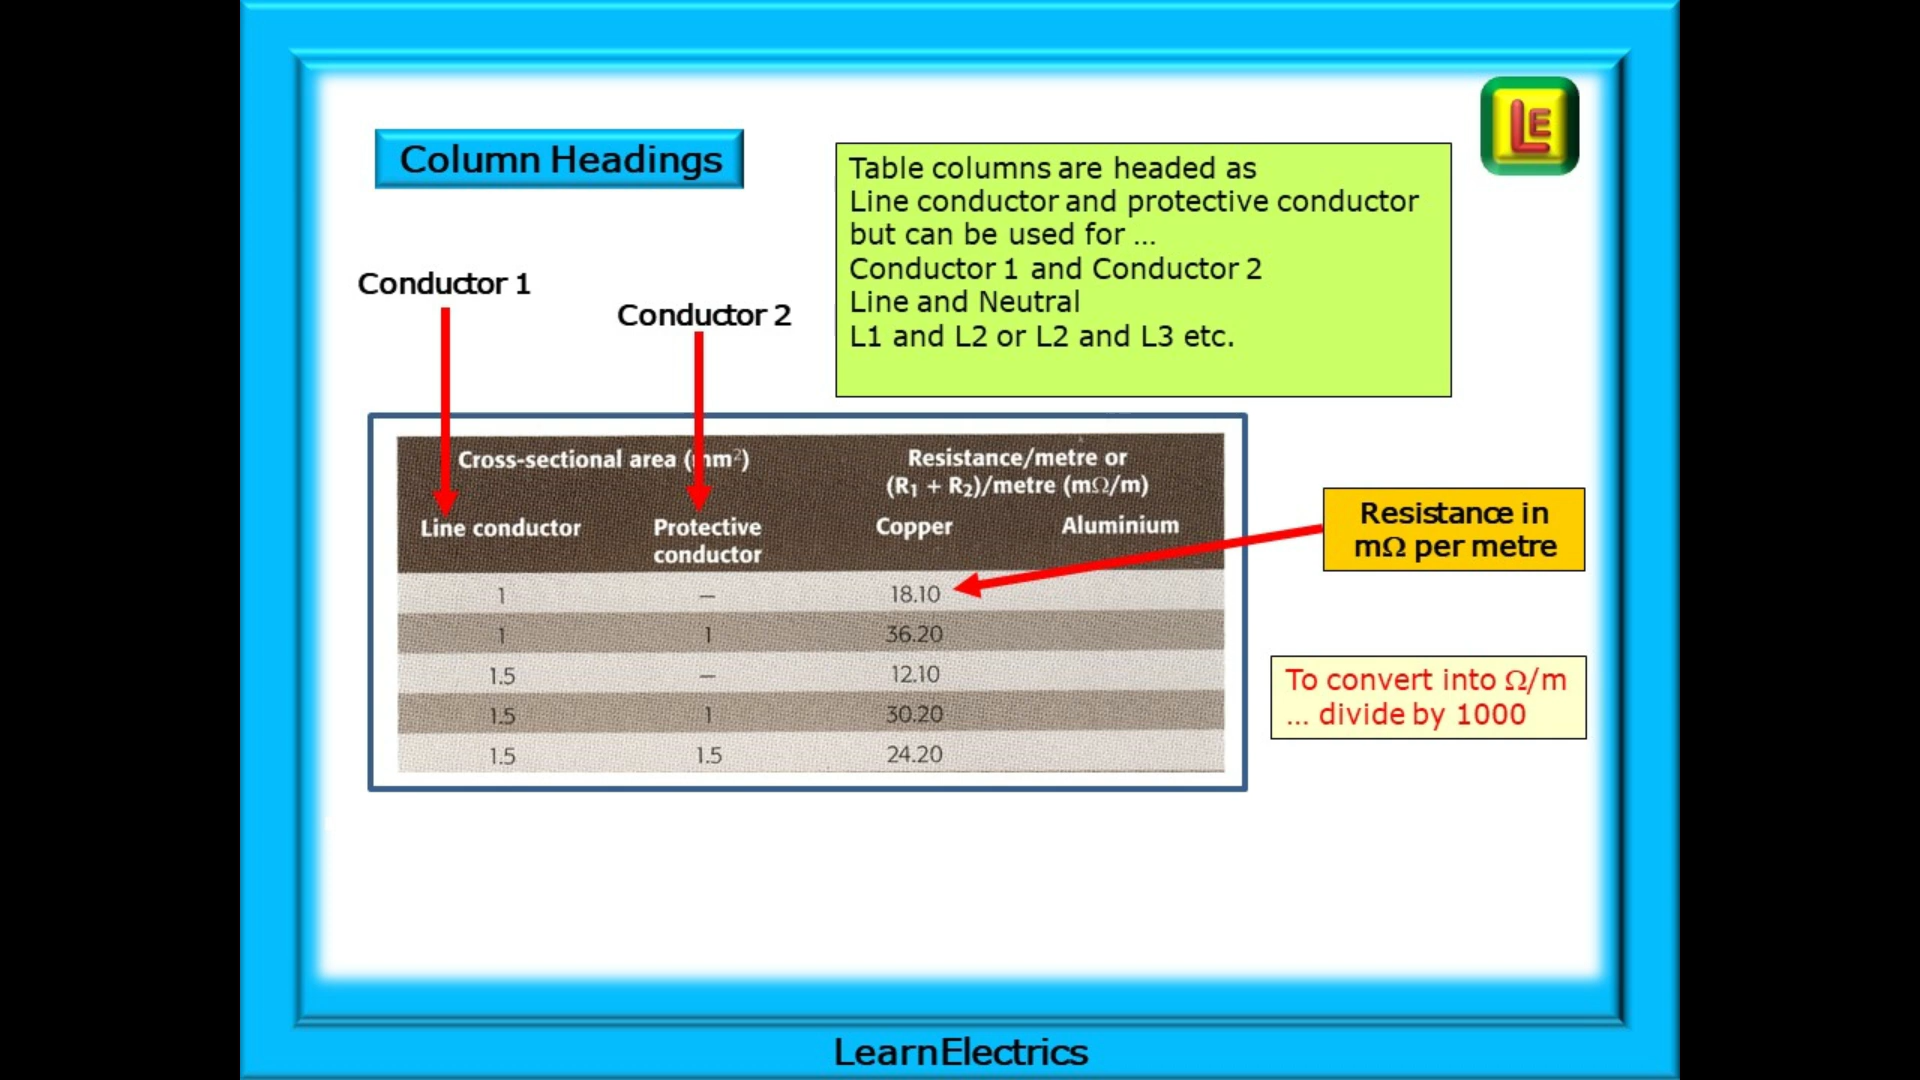 LE
Column Headings
Table columns are headed as
Line conductor and protective conductor
but can be used for ...
Conductor 1 and Conductor 2
Line and Neutral
L1 and L2 or L2 and L3 etc.
Conductor 1
Conductor 2
Cross-sectional area (mm²)
Resistance/metre or
(R₁ + R₂)/metre (mΩ/m)
Line conductor
Protective
conductor
Copper
Aluminium
1 — 18.10
1 1 36.20
1.5 — 12.10
1.5 1 30.20
1.5 1.5 24.20
Resistance in
mΩ per metre
To convert into Ω/m
... divide by 1000
LearnElectrics